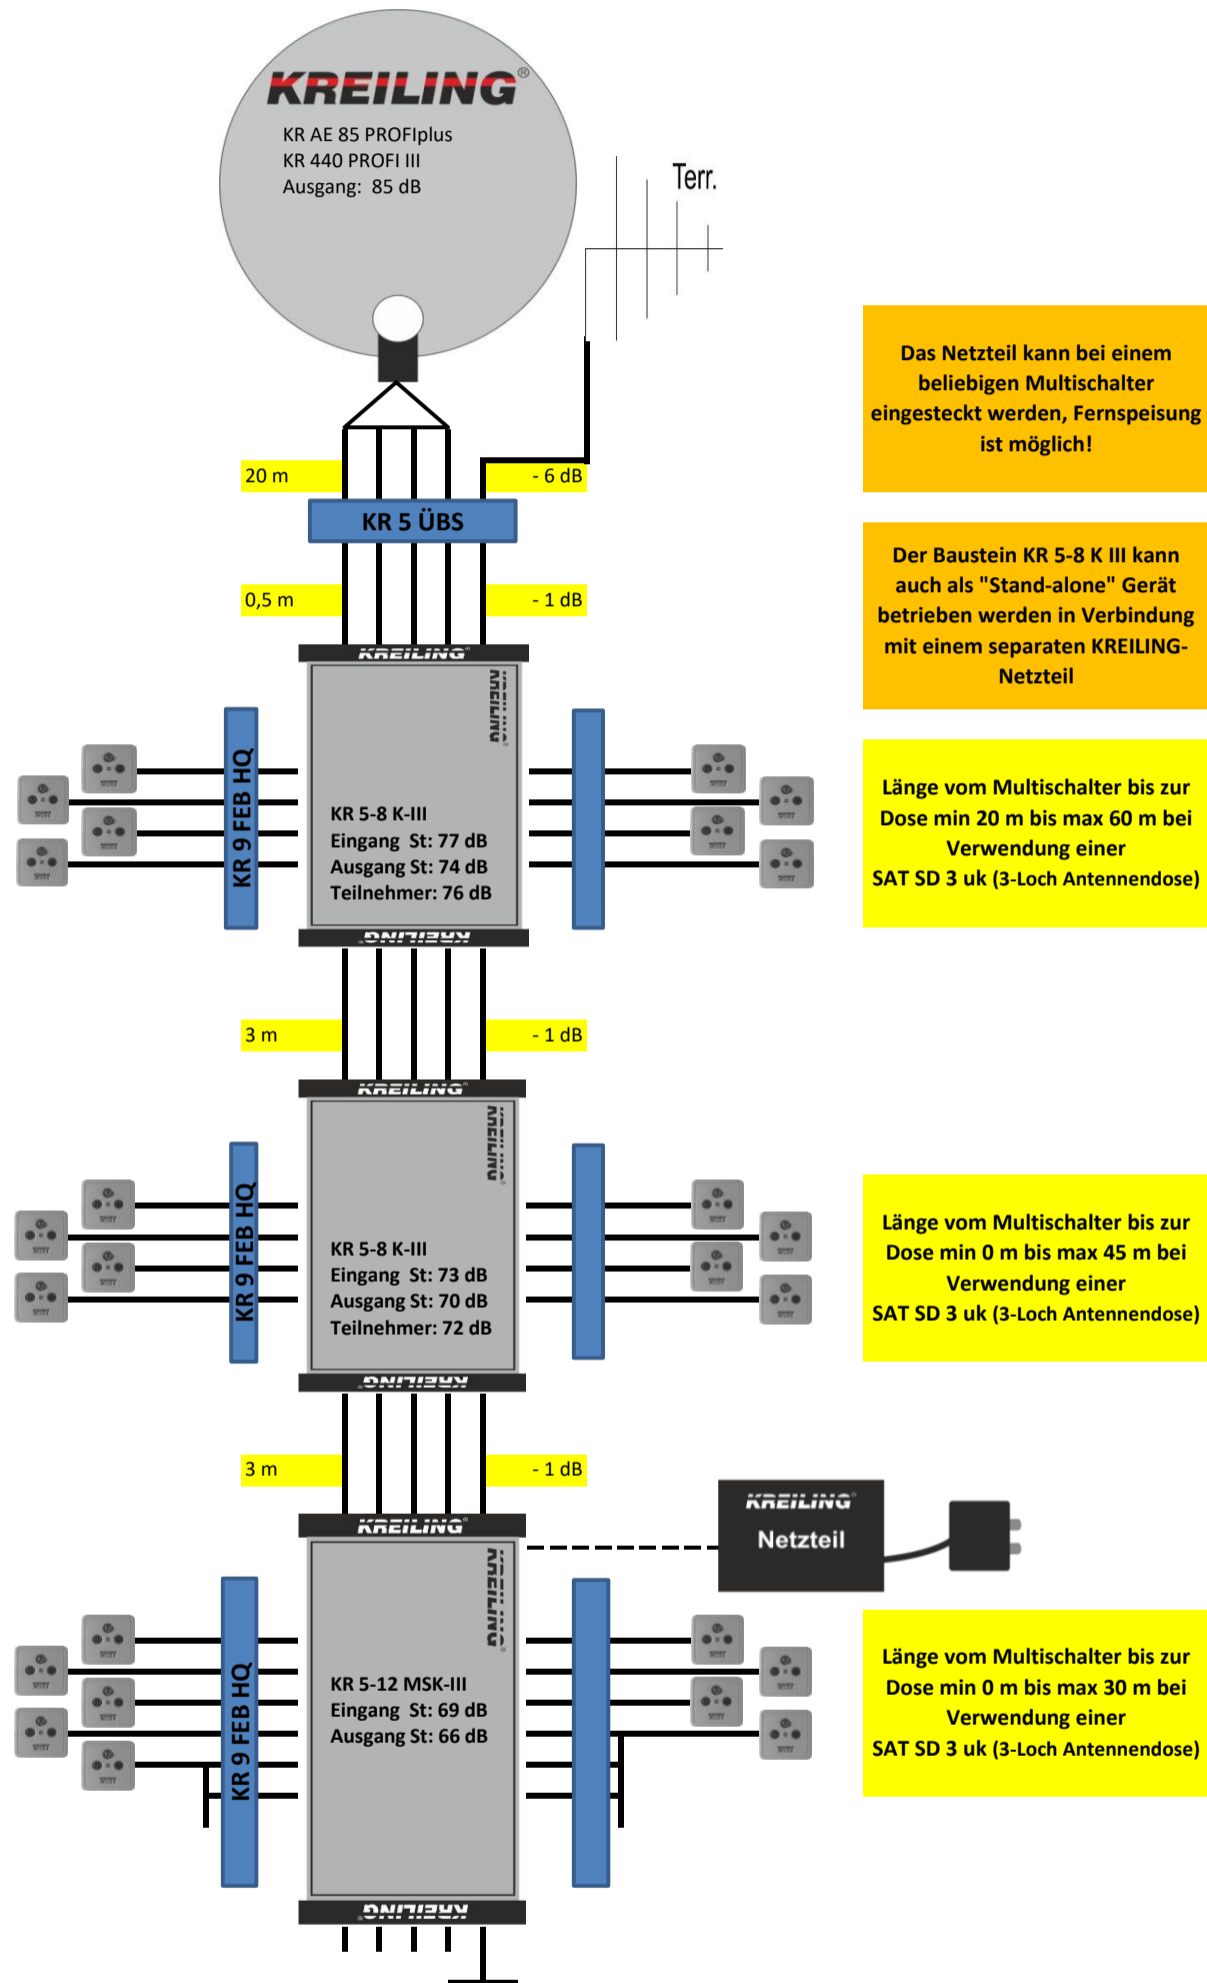 KREILING®
KR AE 85 PROFIplus
KR 440 PROFI III
Ausgang:  85 dB
Terr.
Das Netzteil kann bei einem
beliebigen Multischalter
eingesteckt werden, Fernspeisung
ist möglich!
20 m
- 6 dB
KR 5 ÜBS
Der Baustein KR 5-8 K III kann
auch als "Stand-alone" Gerät
betrieben werden in Verbindung
mit einem separaten KREILING-
Netzteil
0,5 m
- 1 dB
KREILING®
KREILING®
KR 9 FEB HQ
KR 5-8 K-III
Eingang  St: 77 dB
Ausgang St: 74 dB
Teilnehmer: 76 dB
KREILING®
Länge vom Multischalter bis zur
Dose min 20 m bis max 60 m bei
Verwendung einer
SAT SD 3 uk (3-Loch Antennendose)
3 m
- 1 dB
KREILING®
KREILING®
KR 9 FEB HQ
KR 5-8 K-III
Eingang  St: 73 dB
Ausgang St: 70 dB
Teilnehmer: 72 dB
KREILING®
Länge vom Multischalter bis zur
Dose min 0 m bis max 45 m bei
Verwendung einer
SAT SD 3 uk (3-Loch Antennendose)
3 m
- 1 dB
KREILING®
Netzteil
KREILING®
KREILING®
KR 9 FEB HQ
KR 5-12 MSK-III
Eingang  St: 69 dB
Ausgang St: 66 dB
KREILING®
Länge vom Multischalter bis zur
Dose min 0 m bis max 30 m bei
Verwendung einer
SAT SD 3 uk (3-Loch Antennendose)